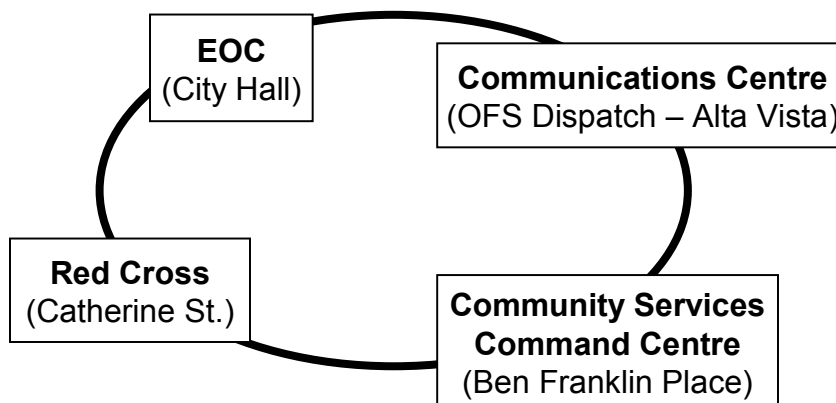 EOC
(City Hall)
Communications Centre
(OFS Dispatch – Alta Vista)
Red Cross
(Catherine St.)
Community Services
Command Centre
(Ben Franklin Place)